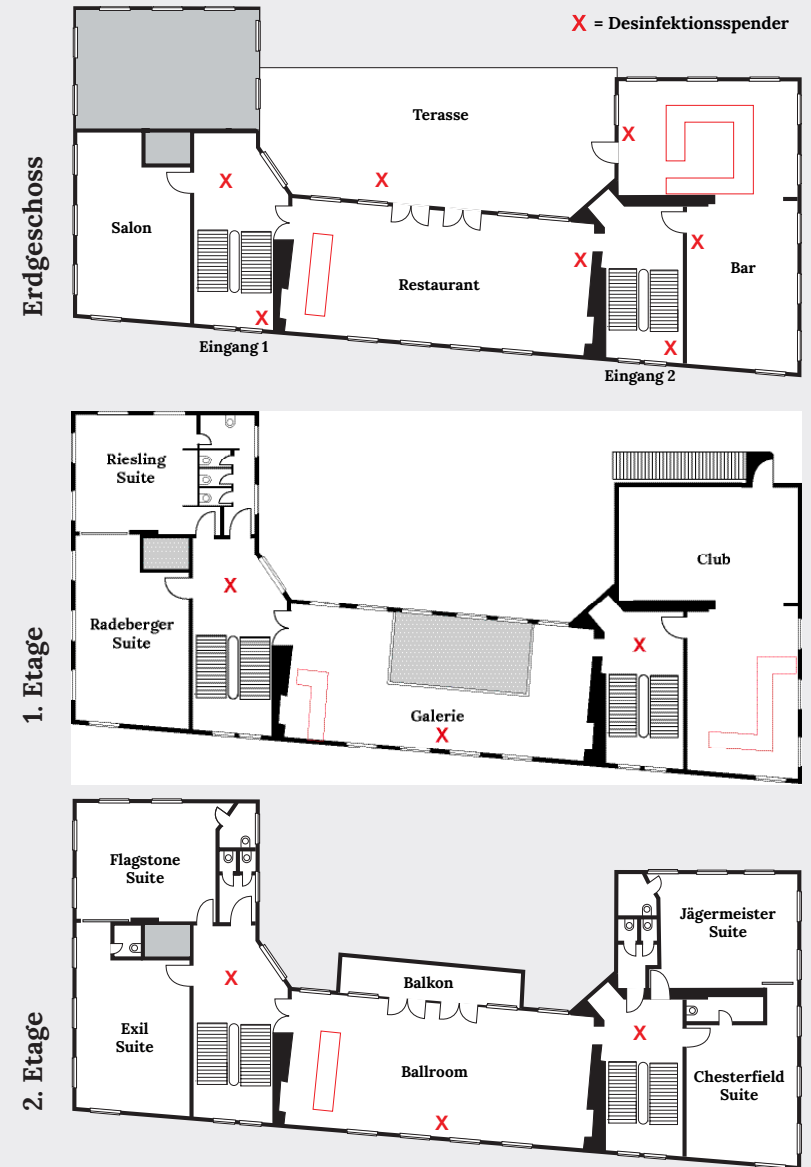 X = Desinfektionsspender
Erdgeschoss
Terasse
X
X
X
Salon
X
X
Restaurant
Bar
X
X
Eingang 1
Eingang 2
1. Etage
Riesling
Suite
Club
X
Radeberger
Suite
X
Galerie
X
2. Etage
Flagstone
Suite
Jägermeister
Suite
X
Balkon
Exil
Suite
X
Ballroom
Chesterfield
Suite
X